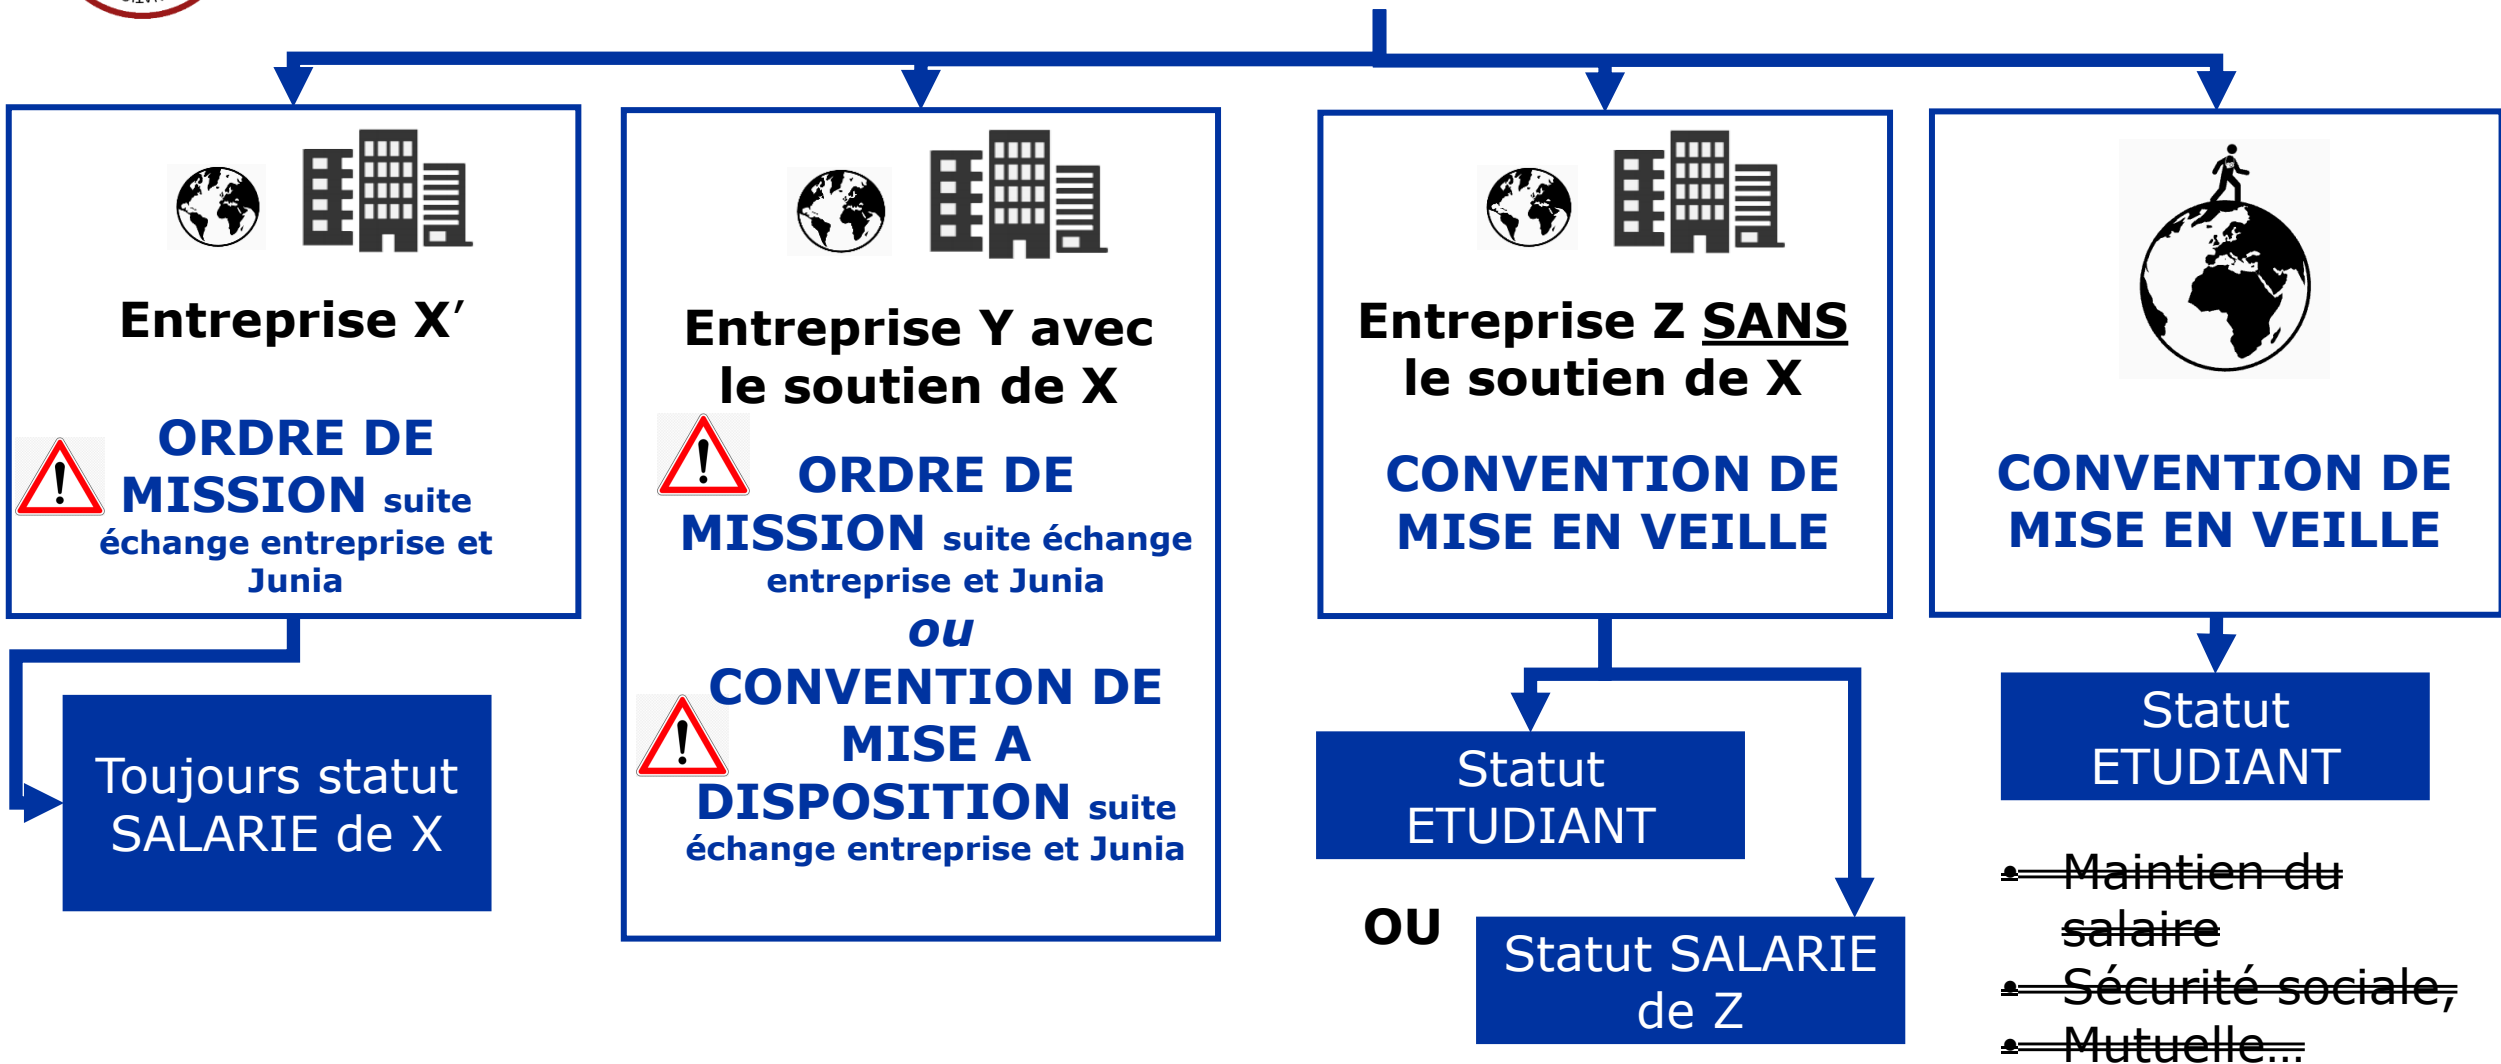 Entreprise X’
ORDRE DE
MISSION suite
échange entreprise et
Junia
Toujours statut
SALARIE de X
Entreprise Y avec
le soutien de X
ORDRE DE
MISSION suite échange
entreprise et Junia
ou
CONVENTION DE
MISE A
DISPOSITION suite
échange entreprise et Junia
Entreprise Z SANS
le soutien de X
CONVENTION DE
MISE EN VEILLE
Statut
ETUDIANT
OU
Statut SALARIE
de Z
CONVENTION DE
MISE EN VEILLE
Statut
ETUDIANT
• Maintien du
salaire
• Sécurité sociale,
• Mutuelle...